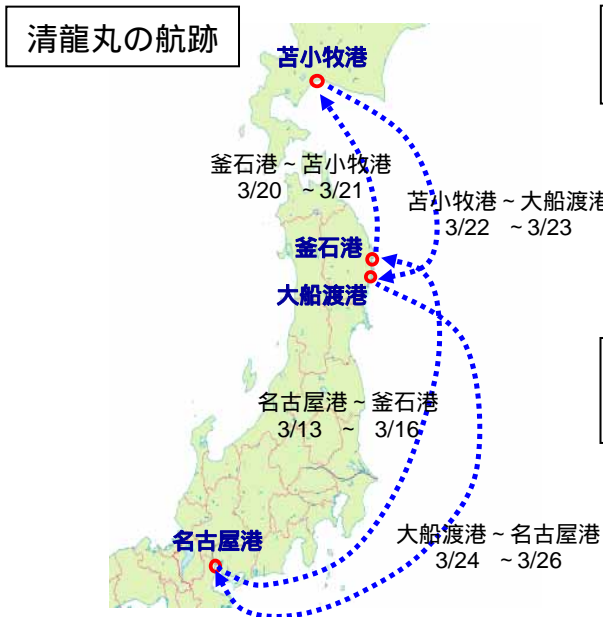 清龍丸の航跡
苫小牧港
釜石港~苫小牧港
3/20 ~3/21
苫小牧港~大船渡港
3/22 ~3/23
釜石港
大船渡港
名古屋港~釜石港
3/13 ~ 3/16
名古屋港
大船渡港~名古屋港
3/24 ~3/26